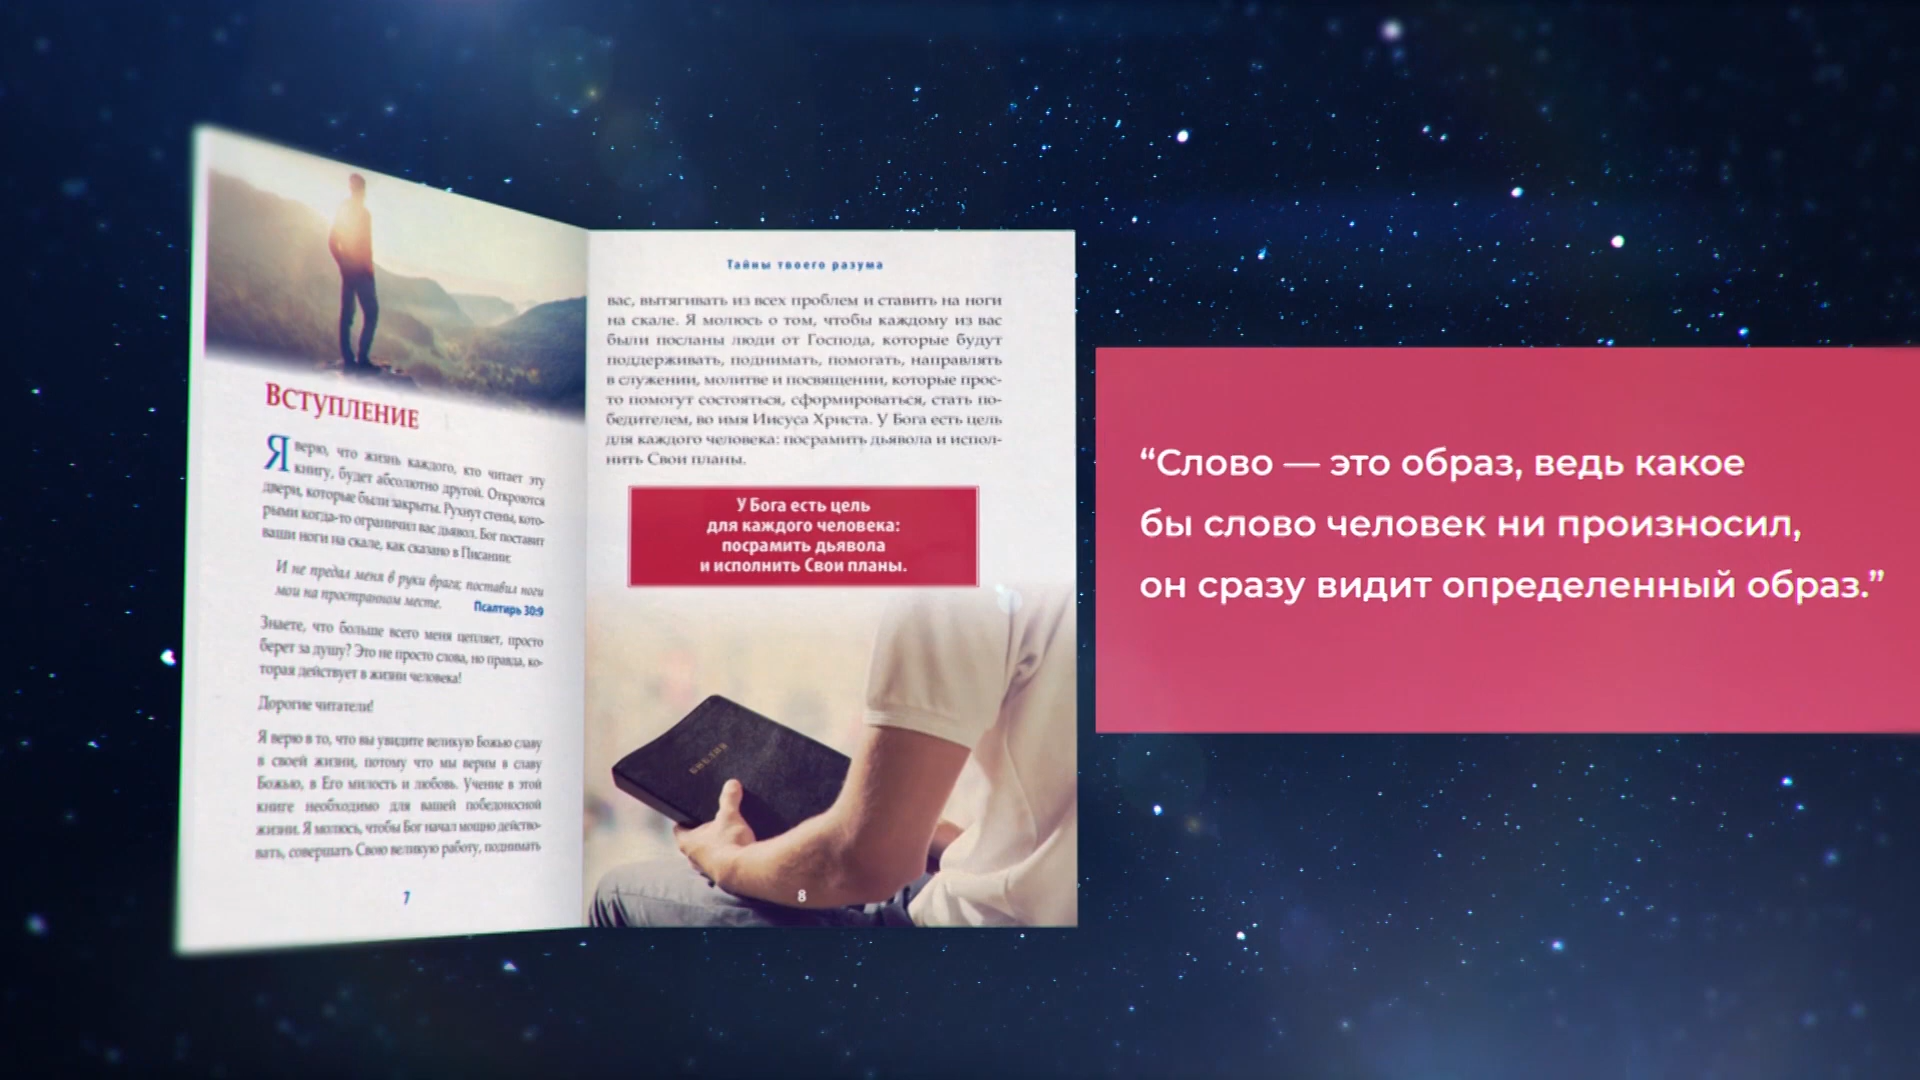 Вступление
Я верю, что жизнь каждого, кто читает эту
книгу, будет абсолютно другой. Откроются
двери, которые были закрыты. Рухнут стены, кото-
рыми когда-то ограничил вас дьявол. Бог поставит
ваши ноги на скале, как сказано в Писании:
И не предал меня в руки врага; поставил ноги
мои на пространном месте. Псалтирь 30:9
Знаете, что больше всего меня цепляет, просто
берет за душу? Это не просто слова, но правда, ко-
торая действует в жизни человека!
Дорогие читатели!
Я верю в то, что вы увидите великую Божью славу
в своей жизни, потому что мы верим в славу
Божью, в Его милость и любовь. Учение в этой
книге необходимо для вашей победоносной
жизни. Я молюсь, чтобы Бог начал мощно действо-
вать, совершать Свою великую работу, поднимать
7
Тайны твоего разума
вас, вытягивать из всех проблем и ставить на ноги
на скале. Я молюсь о том, чтобы каждому из вас
были посланы люди от Господа, которые будут
поддерживать, поднимать, помогать, направлять
в служении, молитве и посвящении, которые прос-
то помогут состояться, сформироваться, стать по-
бедителем, во имя Иисуса Христа. У Бога есть цель
для каждого человека: посрамить дьявола и испол-
нить Свои планы.
У Бога есть цель
для каждого человека:
посрамить дьявола
и исполнить Свои планы.
БИБЛИЯ
8
“Слово — это образ, ведь какое
бы слово человек ни произносил,
он сразу видит определенный образ.”